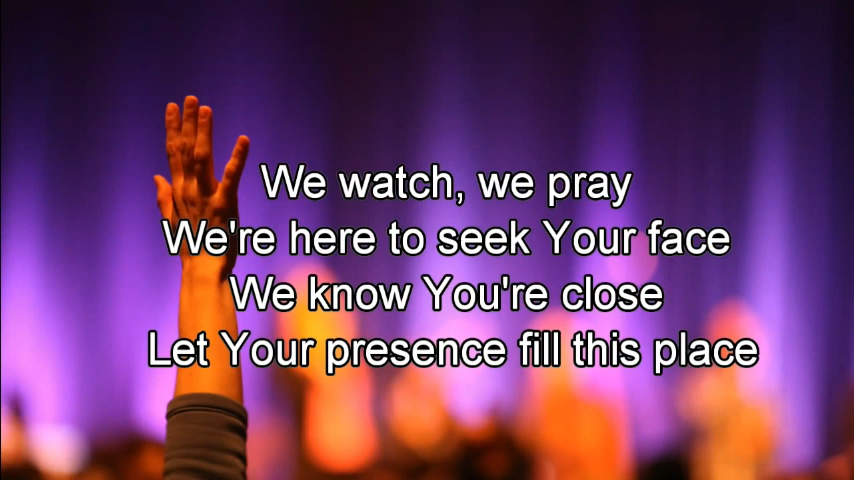 We watch, we pray
We're here to seek Your face
We know You're close
Let Your presence fill this place